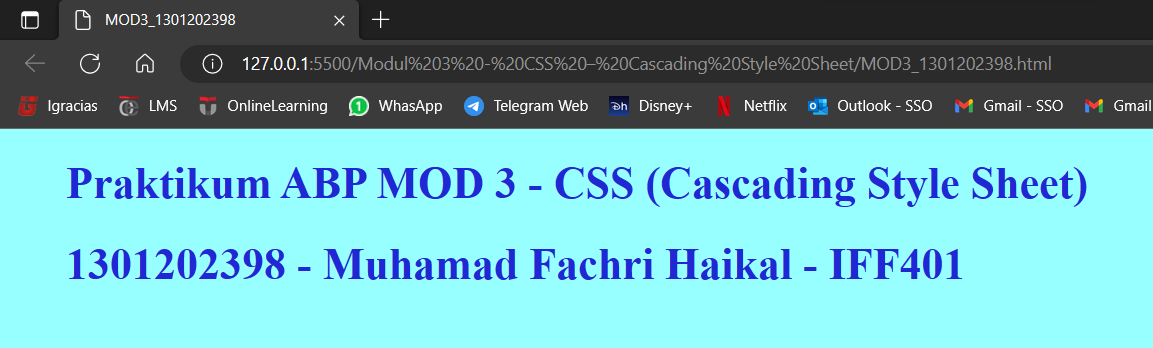 MOD3_1301202398
127.0.0.1:5500/Modul%203%20-%20CSS%20–%20Cascading%20Style%20Sheet/MOD3_1301202398.html
Igracias LMS OnlineLearning WhasApp Telegram Web Disney+ Netflix Outlook - SSO Gmail - SSO Gmail
Praktikum ABP MOD 3 - CSS (Cascading Style Sheet)
1301202398 - Muhamad Fachri Haikal - IFF401